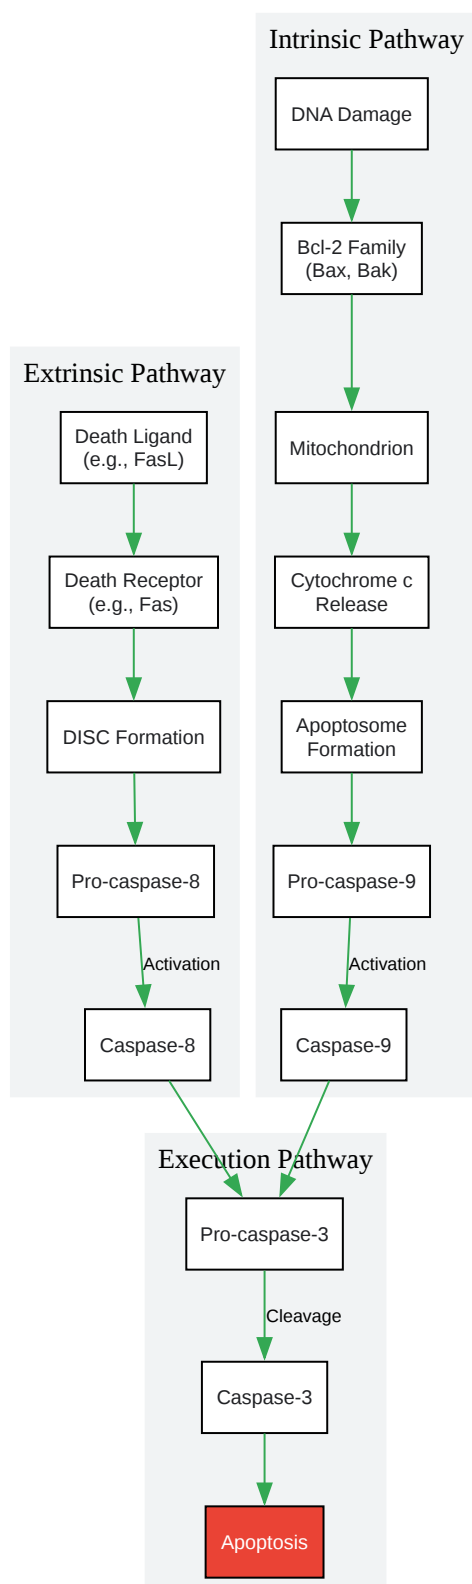 Intrinsic Pathway
DNA Damage
Bcl-2 Family
(Bax, Bak)
Mitochondrion
Cytochrome c
Release
Apoptosome
Formation
Pro-caspase-9
Activation
Caspase-9
Extrinsic Pathway
Death Ligand
(e.g., FasL)
Death Receptor
(e.g., Fas)
DISC Formation
Pro-caspase-8
Activation
Caspase-8
Execution Pathway
Pro-caspase-3
Cleavage
Caspase-3
Apoptosis